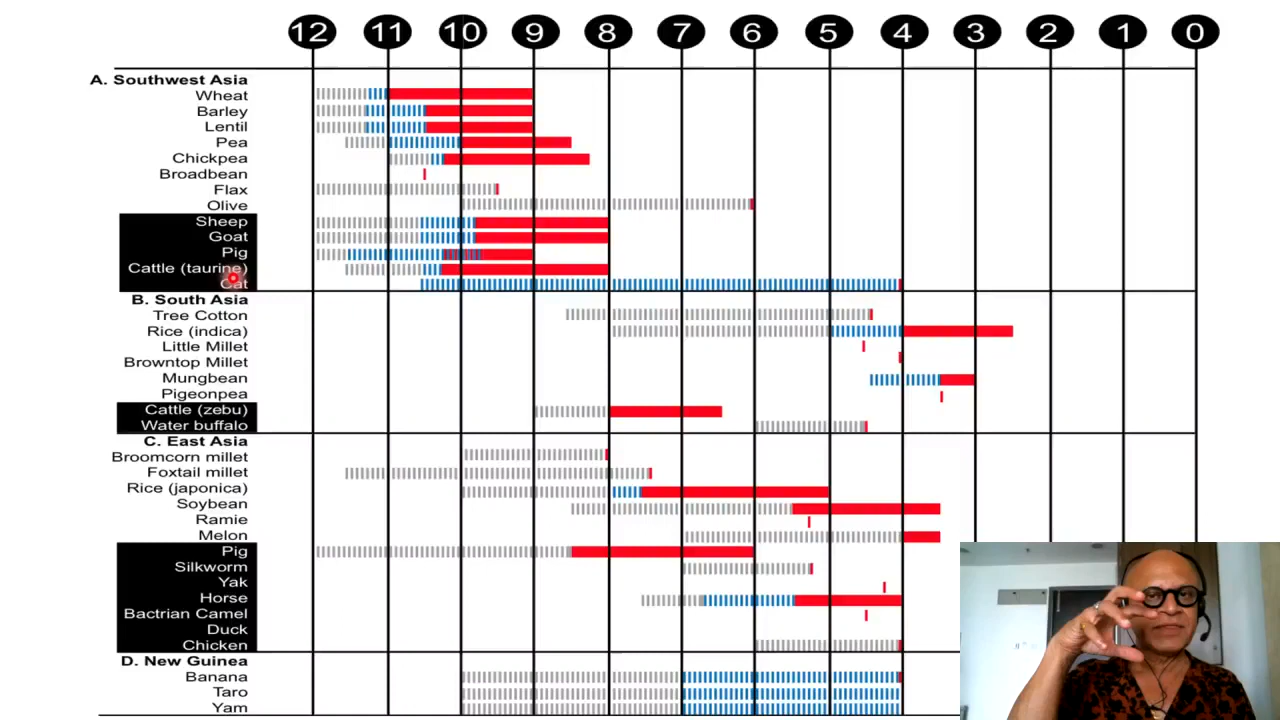 12 11 10 9 8 7 6 5 4 3 2 1 0
A. Southwest Asia
Wheat
Barley
Lentil
Pea
Chickpea
Broadbean
Flax
Olive
Sheep
Goat
Pig
Cattle (taurine)
Cat
B. South Asia
Tree Cotton
Rice (indica)
Little Millet
Browntop Millet
Mungbean
Pigeonpea
Cattle (zebu)
Water buffalo
C. East Asia
Broomcorn millet
Foxtail millet
Rice (japonica)
Soybean
Ramie
Melon
Pig
Silkworm
Yak
Horse
Bactrian Camel
Duck
Chicken
D. New Guinea
Banana
Taro
Yam